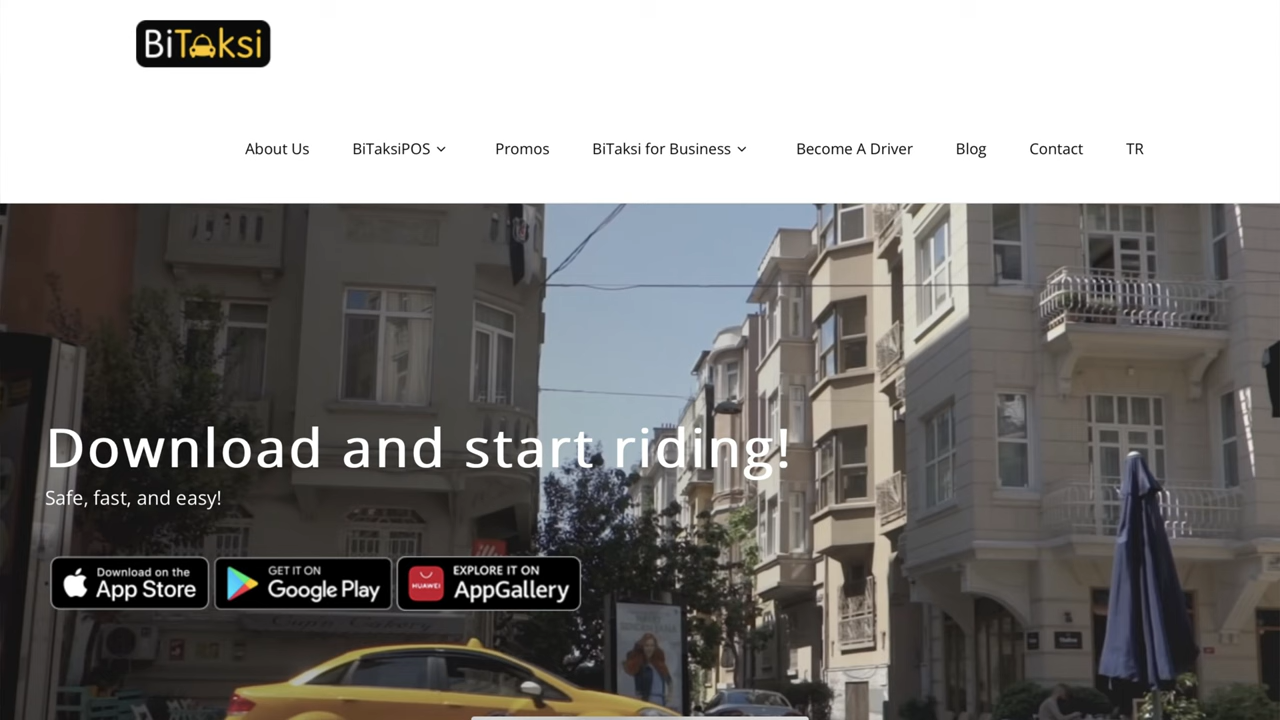 BiTaksi
About Us BiTaksiPOS Promos BiTaksi for Business Become A Driver Blog Contact TR
Download and start riding!
Safe, fast, and easy!
Download on the App Store
GET IT ON Google Play
HUAWEI EXPLORE IT ON AppGallery